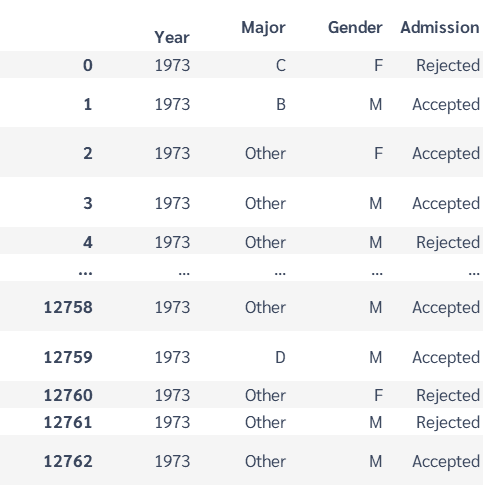 Year Major Gender Admission
0 1973 C F Rejected
1 1973 B M Accepted
2 1973 Other F Accepted
3 1973 Other M Accepted
4 1973 Other M Rejected
... ... ... ... ...
12758 1973 Other M Accepted
12759 1973 D M Accepted
12760 1973 Other F Rejected
12761 1973 Other M Rejected
12762 1973 Other M Accepted